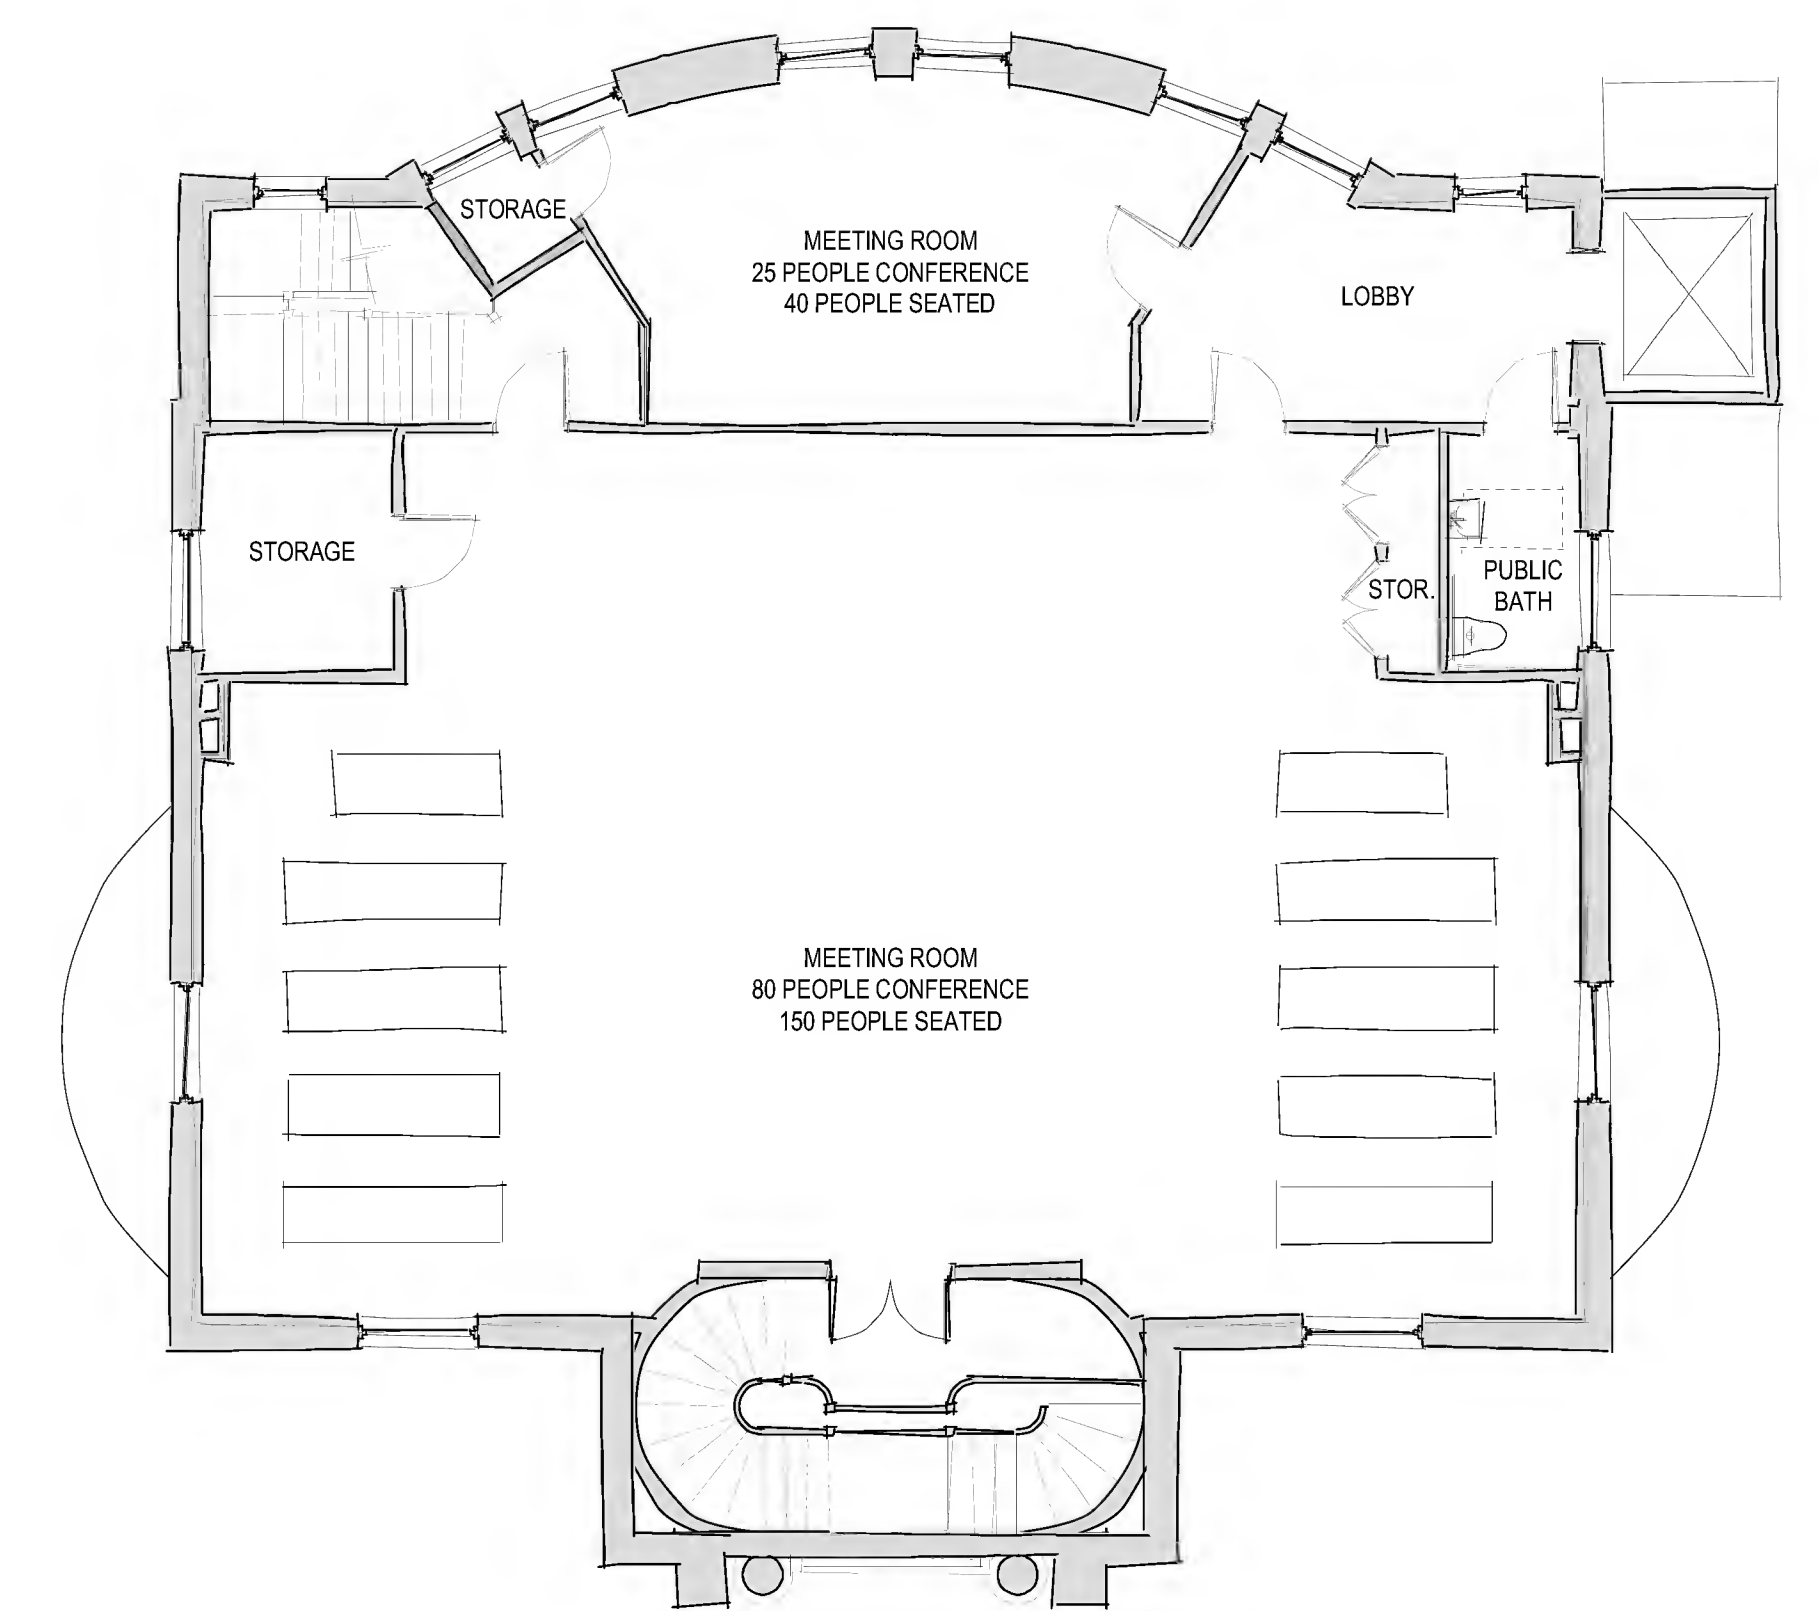 STORAGE
MEETING ROOM
25 PEOPLE CONFERENCE
40 PEOPLE SEATED
LOBBY
STORAGE
STOR.
PUBLIC
BATH
MEETING ROOM
80 PEOPLE CONFERENCE
150 PEOPLE SEATED